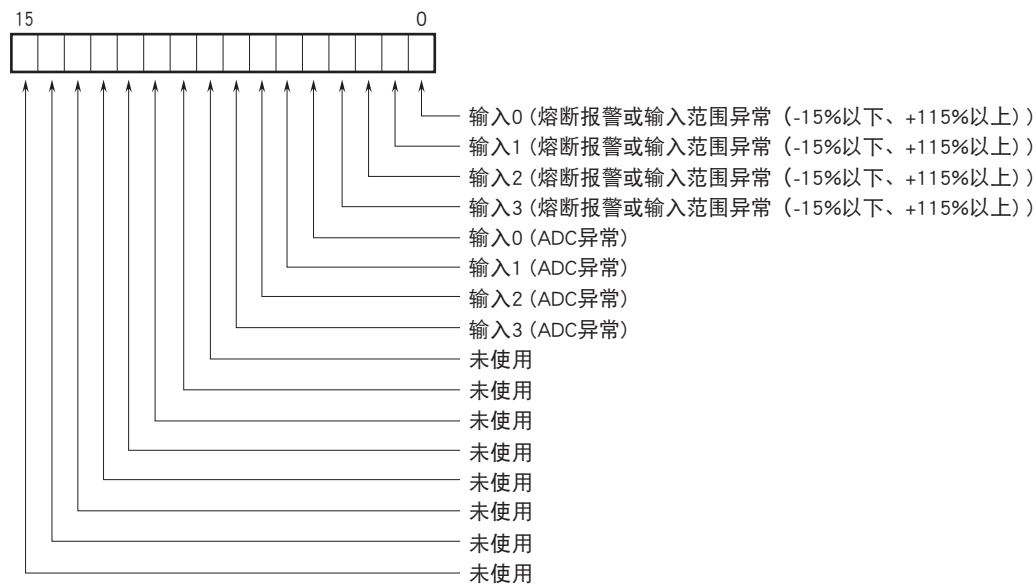 15 0
输入0 (熔断报警或输入范围异常（-15%以下、+115%以上）)
输入1 (熔断报警或输入范围异常（-15%以下、+115%以上）)
输入2 (熔断报警或输入范围异常（-15%以下、+115%以上）)
输入3 (熔断报警或输入范围异常（-15%以下、+115%以上）)
输入0 (ADC异常)
输入1 (ADC异常)
输入2 (ADC异常)
输入3 (ADC异常)
未使用
未使用
未使用
未使用
未使用
未使用
未使用
未使用